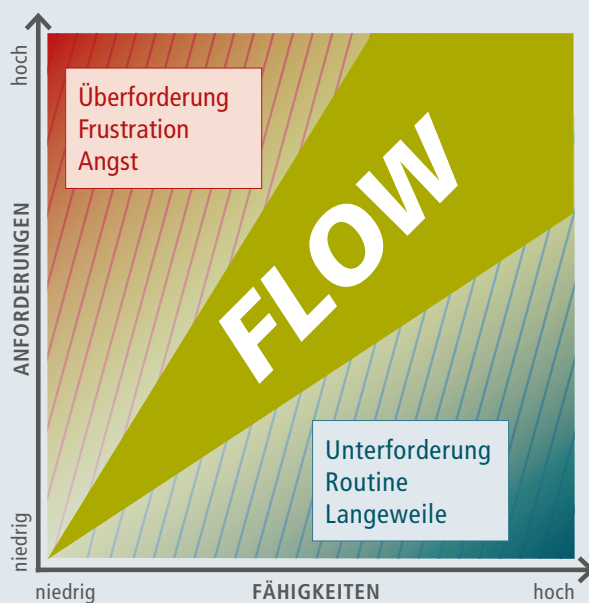 hoch
ANFORDERUNGEN
niedrig
Überforderung
Frustration
Angst
FLOW
Unterforderung
Routine
Langeweile
niedrig
FÄHIGKEITEN
hoch